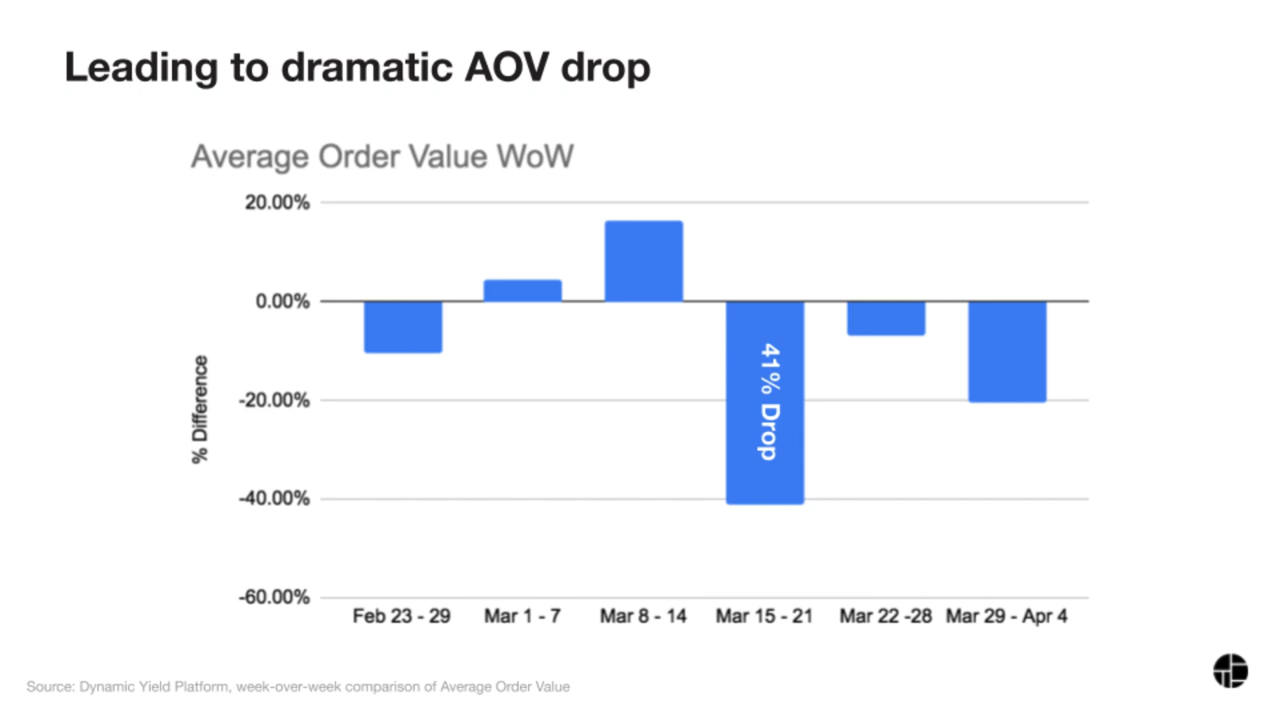 Leading to dramatic AOV drop
Average Order Value WoW
20.00%
0.00%
-20.00%
-40.00%
-60.00%
% Difference
41% Drop
Feb 23 - 29
Mar 1 - 7
Mar 8 - 14
Mar 15 - 21
Mar 22 -28
Mar 29 - Apr 4
Source: Dynamic Yield Platform, week-over-week comparison of Average Order Value